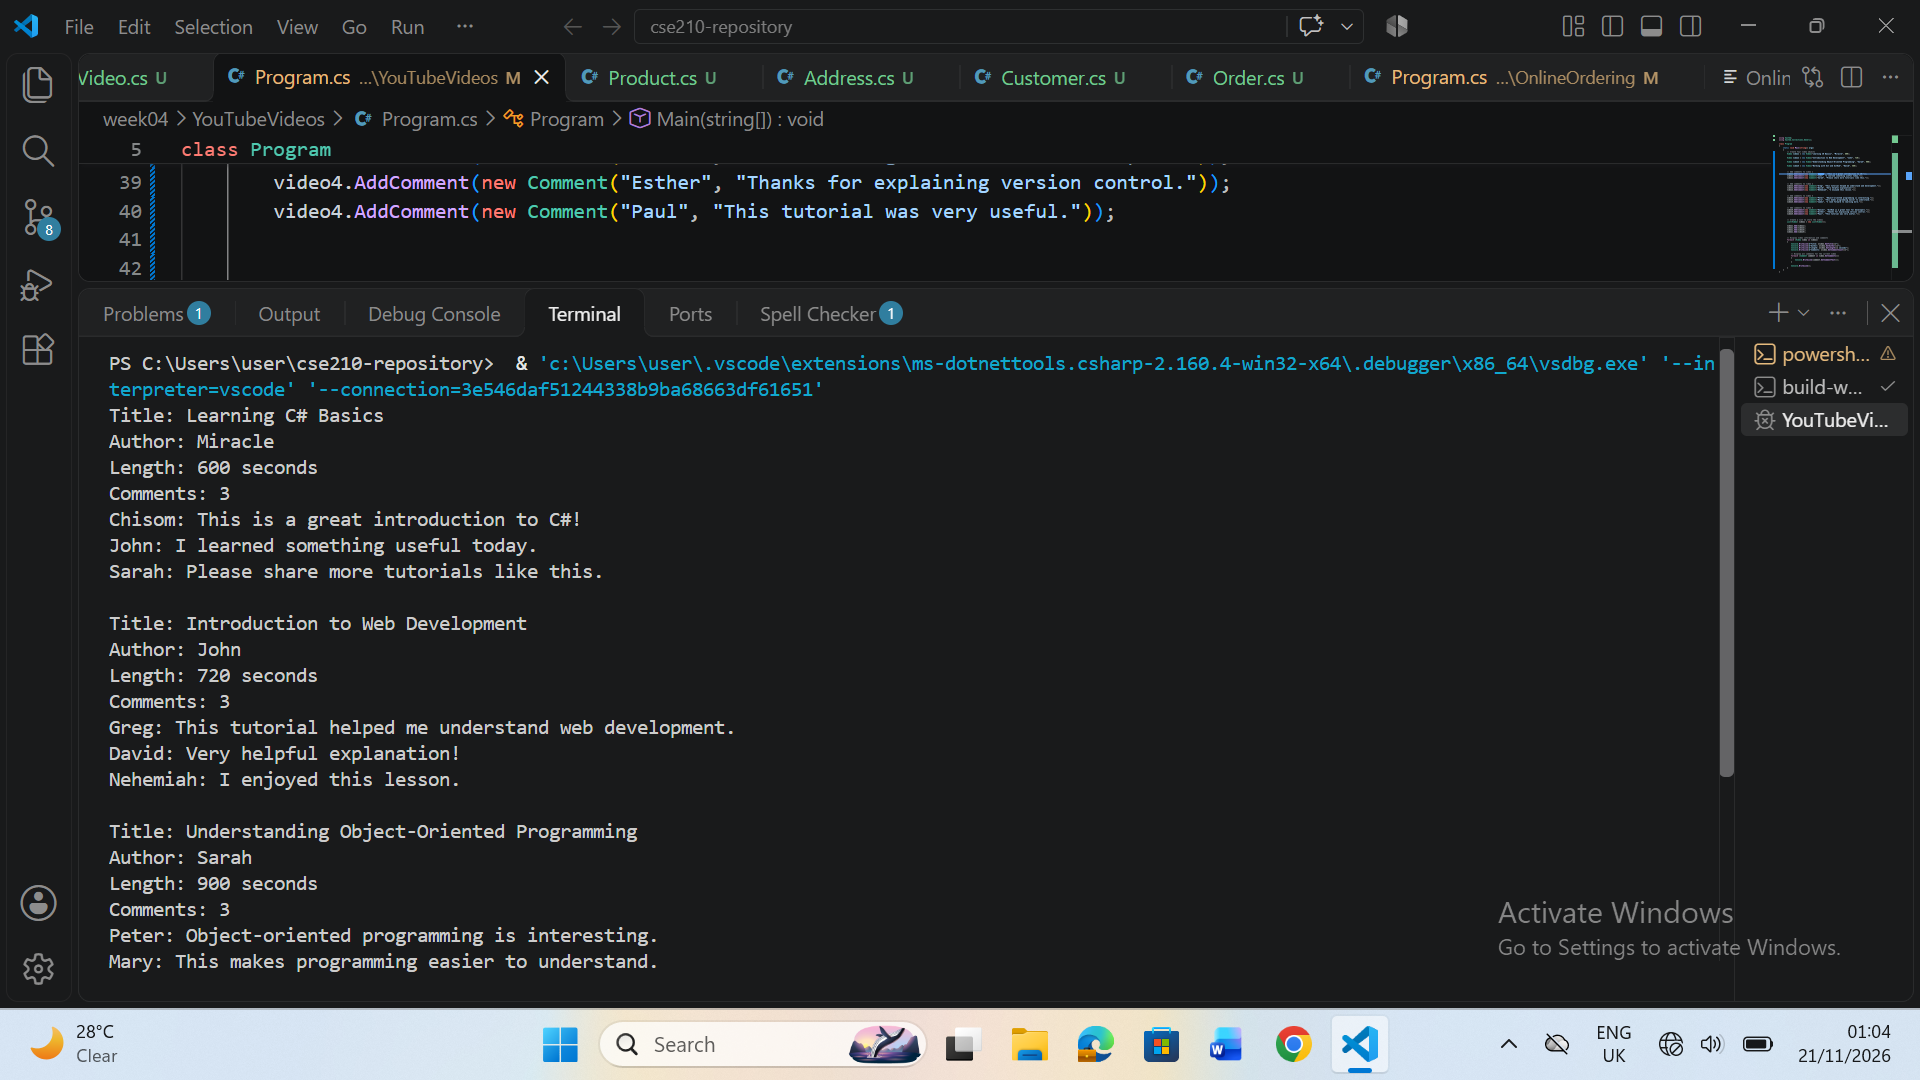 File Edit Selection View Go Run ... cse210-repository
Video.cs U Program.cs ...\YouTubeVideos M Product.cs U Address.cs U Customer.cs U Order.cs U Program.cs ...\OnlineOrdering M Onlin
week04 > YouTubeVideos > Program.cs > Program > Main(string[]) : void
5 class Program
39 video4.AddComment(new Comment("Esther", "Thanks for explaining version control."));
40 video4.AddComment(new Comment("Paul", "This tutorial was very useful."));
41
42
8
Problems 1 Output Debug Console Terminal Ports Spell Checker 1
PS C:\Users\user\cse210-repository> & 'c:\Users\user\.vscode\extensions\ms-dotnettools.csharp-2.160.4-win32-x64\.debugger\x86_64\vsdbg.exe' '--in
terpreter=vscode' '--connection=3e546daf51244338b9ba68663df61651'
Title: Learning C# Basics
Author: Miracle
Length: 600 seconds
Comments: 3
Chisom: This is a great introduction to C#!
John: I learned something useful today.
Sarah: Please share more tutorials like this.
Title: Introduction to Web Development
Author: John
Length: 720 seconds
Comments: 3
Greg: This tutorial helped me understand web development.
David: Very helpful explanation!
Nehemiah: I enjoyed this lesson.
Title: Understanding Object-Oriented Programming
Author: Sarah
Length: 900 seconds
Comments: 3
Peter: Object-oriented programming is interesting.
Mary: This makes programming easier to understand.
powersh...
build-w...
YouTubeVi...
Activate Windows
Go to Settings to activate Windows.
28°C
Clear
Search
ENG
UK
01:04
21/11/2026